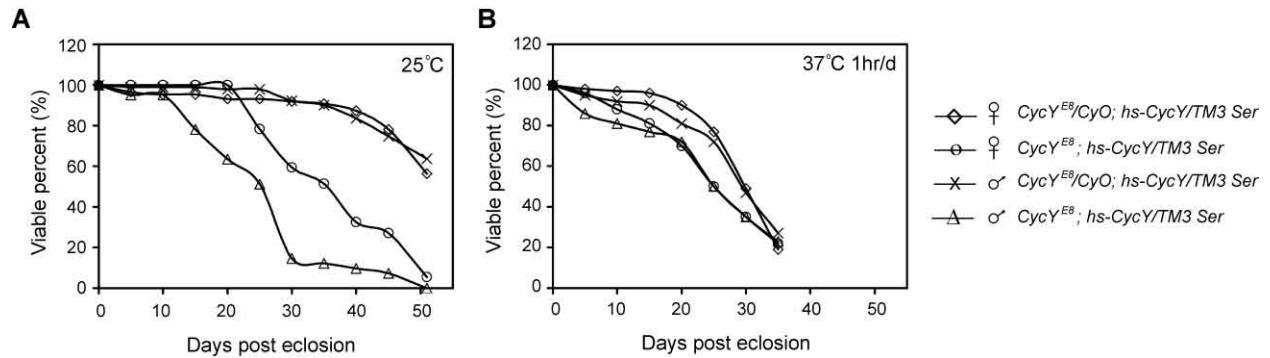 A
B
120
100
80
60
40
20
0
0 10 20 30 40 50
Viable percent (%)
Days post eclosion
25°C
120
100
80
60
40
20
0
0 10 20 30 40 50
Viable percent (%)
Days post eclosion
37°C 1hr/d
♀ CycY^E8/CyO; hs-CycY/TM3 Ser
♀ CycY^E8; hs-CycY/TM3 Ser
♂ CycY^E8/CyO; hs-CycY/TM3 Ser
♂ CycY^E8; hs-CycY/TM3 Ser